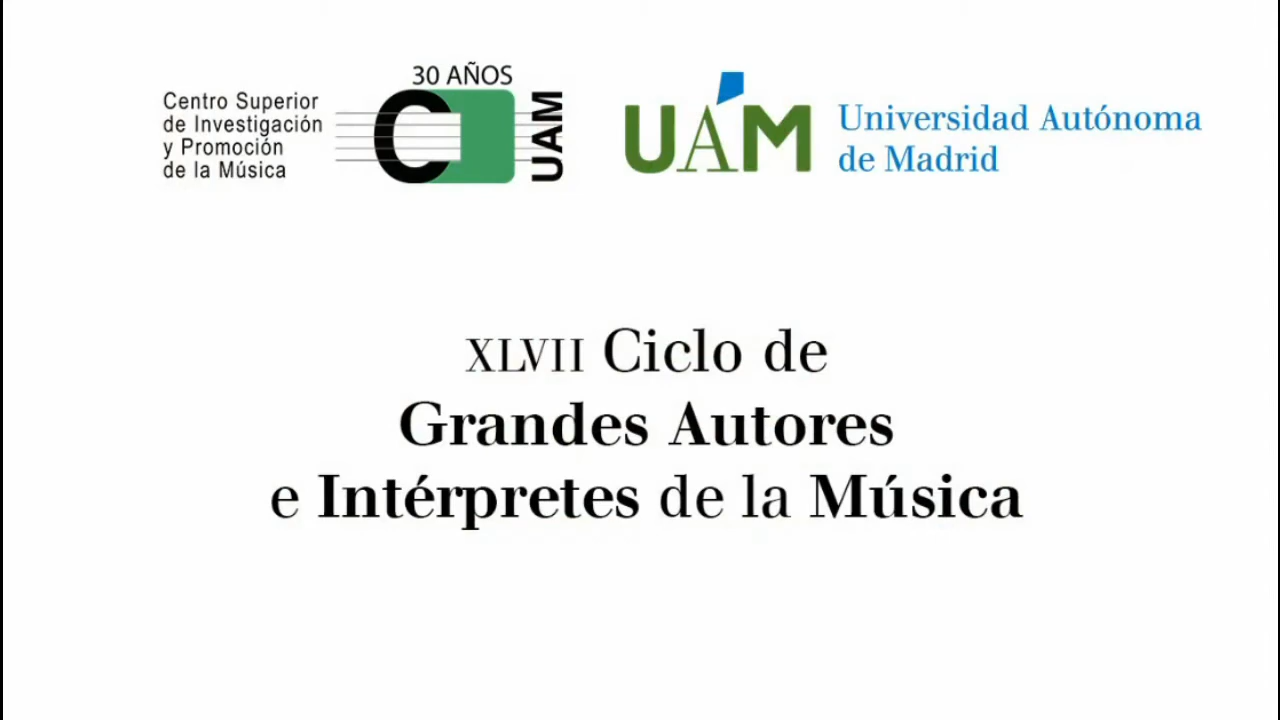 30 AÑOS
Centro Superior
de Investigación
y Promoción
de la Música
C
UAM
UAM
Universidad Autónoma
de Madrid
XLVII Ciclo de
Grandes Autores
e Intérpretes de la Música